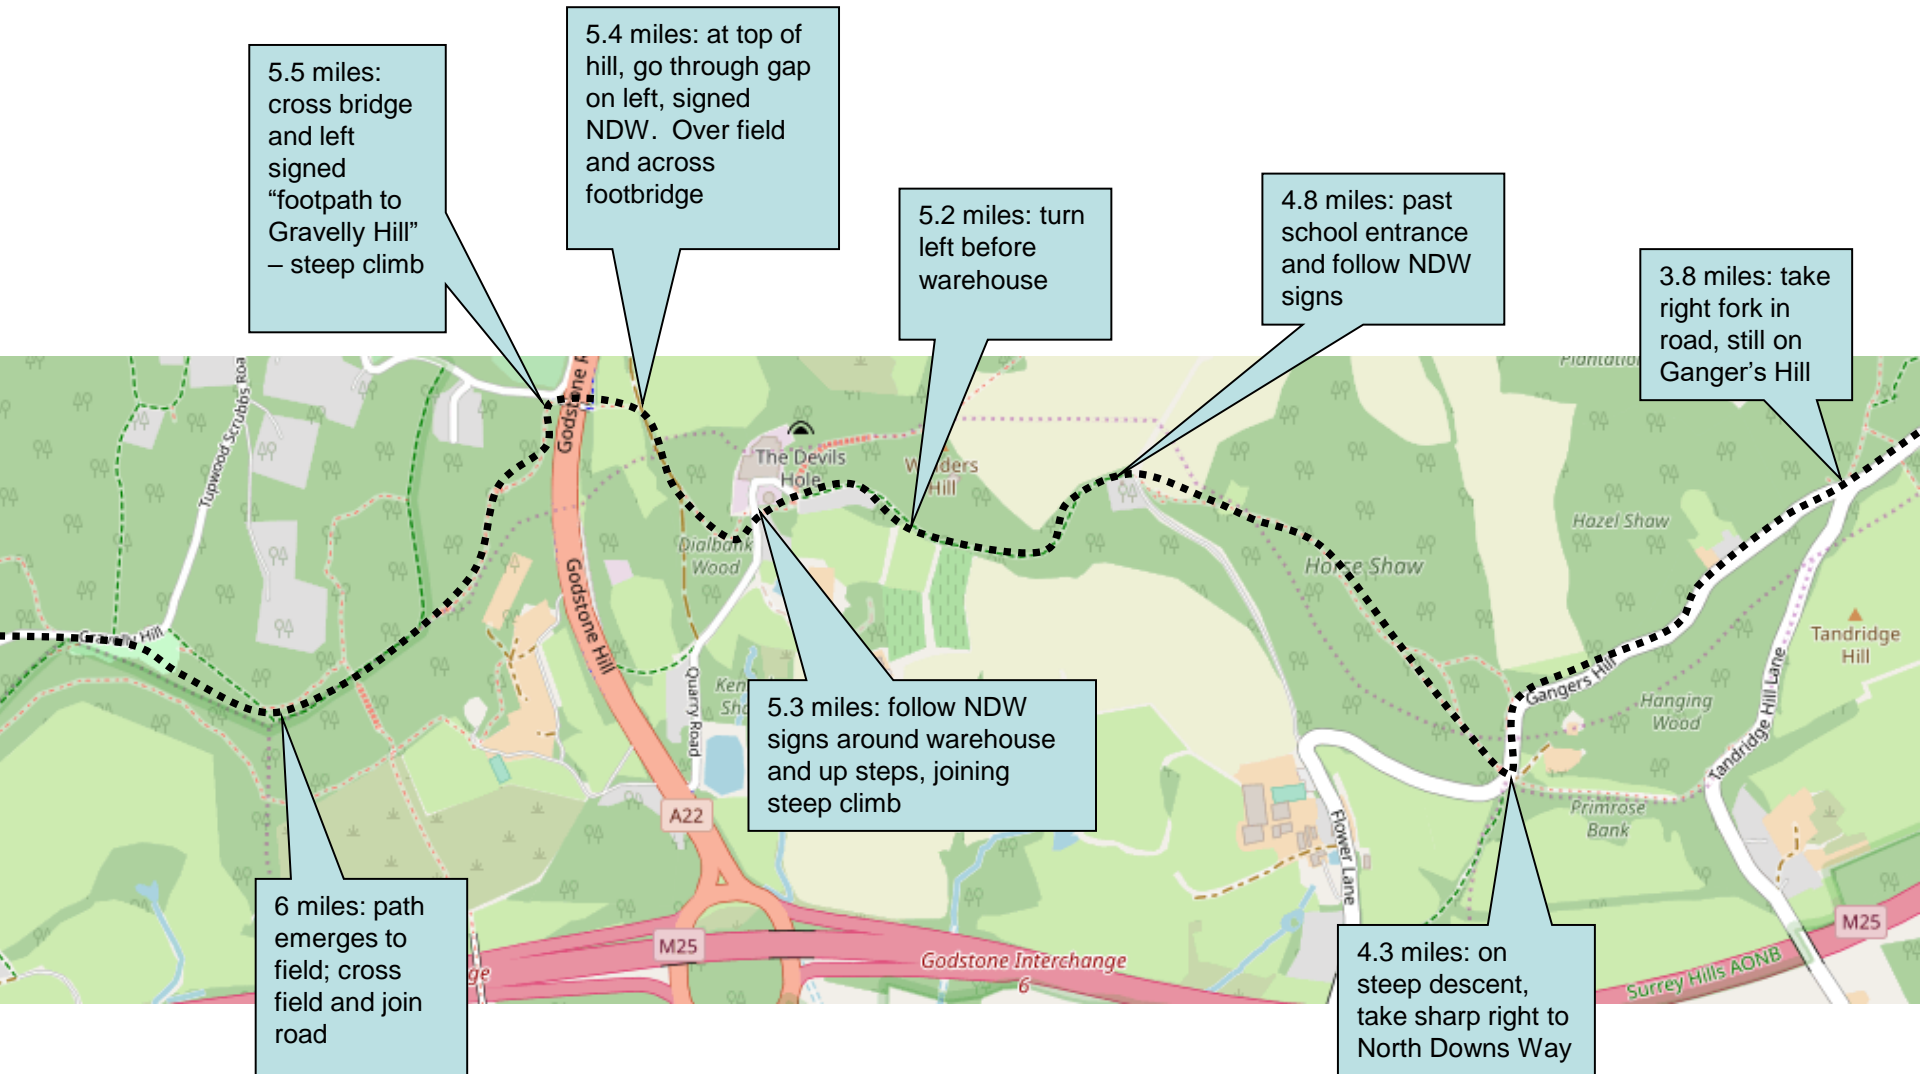 5.5 miles:
cross bridge
and left
signed
“footpath to
Gravelly Hill”
– steep climb
5.4 miles: at top of
hill, go through gap
on left, signed
NDW.  Over field
and across
footbridge
5.2 miles: turn
left before
warehouse
4.8 miles: past
school entrance
and follow NDW
signs
3.8 miles: take
right fork in
road, still on
Ganger’s Hill
Tupwood Scrubbs Roa
Godstone R
The Devils
Hole
Hill
Dialbank
Wood
Godstone Hill
Gravelly Hill
Quarry Road
Horse Shaw
Hazel Shaw
Tandridge
Hill
Gangers Hill
Hanging
Wood
Tandridge Hill Lane
Primrose
Bank
Flower Lane
A22
M25
Godstone Interchange
6
M25
Surrey Hills AONB
5.3 miles: follow NDW
signs around warehouse
and up steps, joining
steep climb
6 miles: path
emerges to
field; cross
field and join
road
4.3 miles: on
steep descent,
take sharp right to
North Downs Way